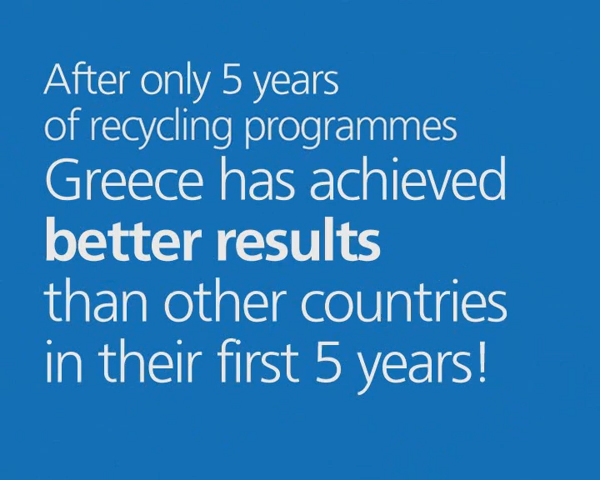 After only 5 years
of recycling programmes
Greece has achieved
better results
than other countries
in their first 5 years!